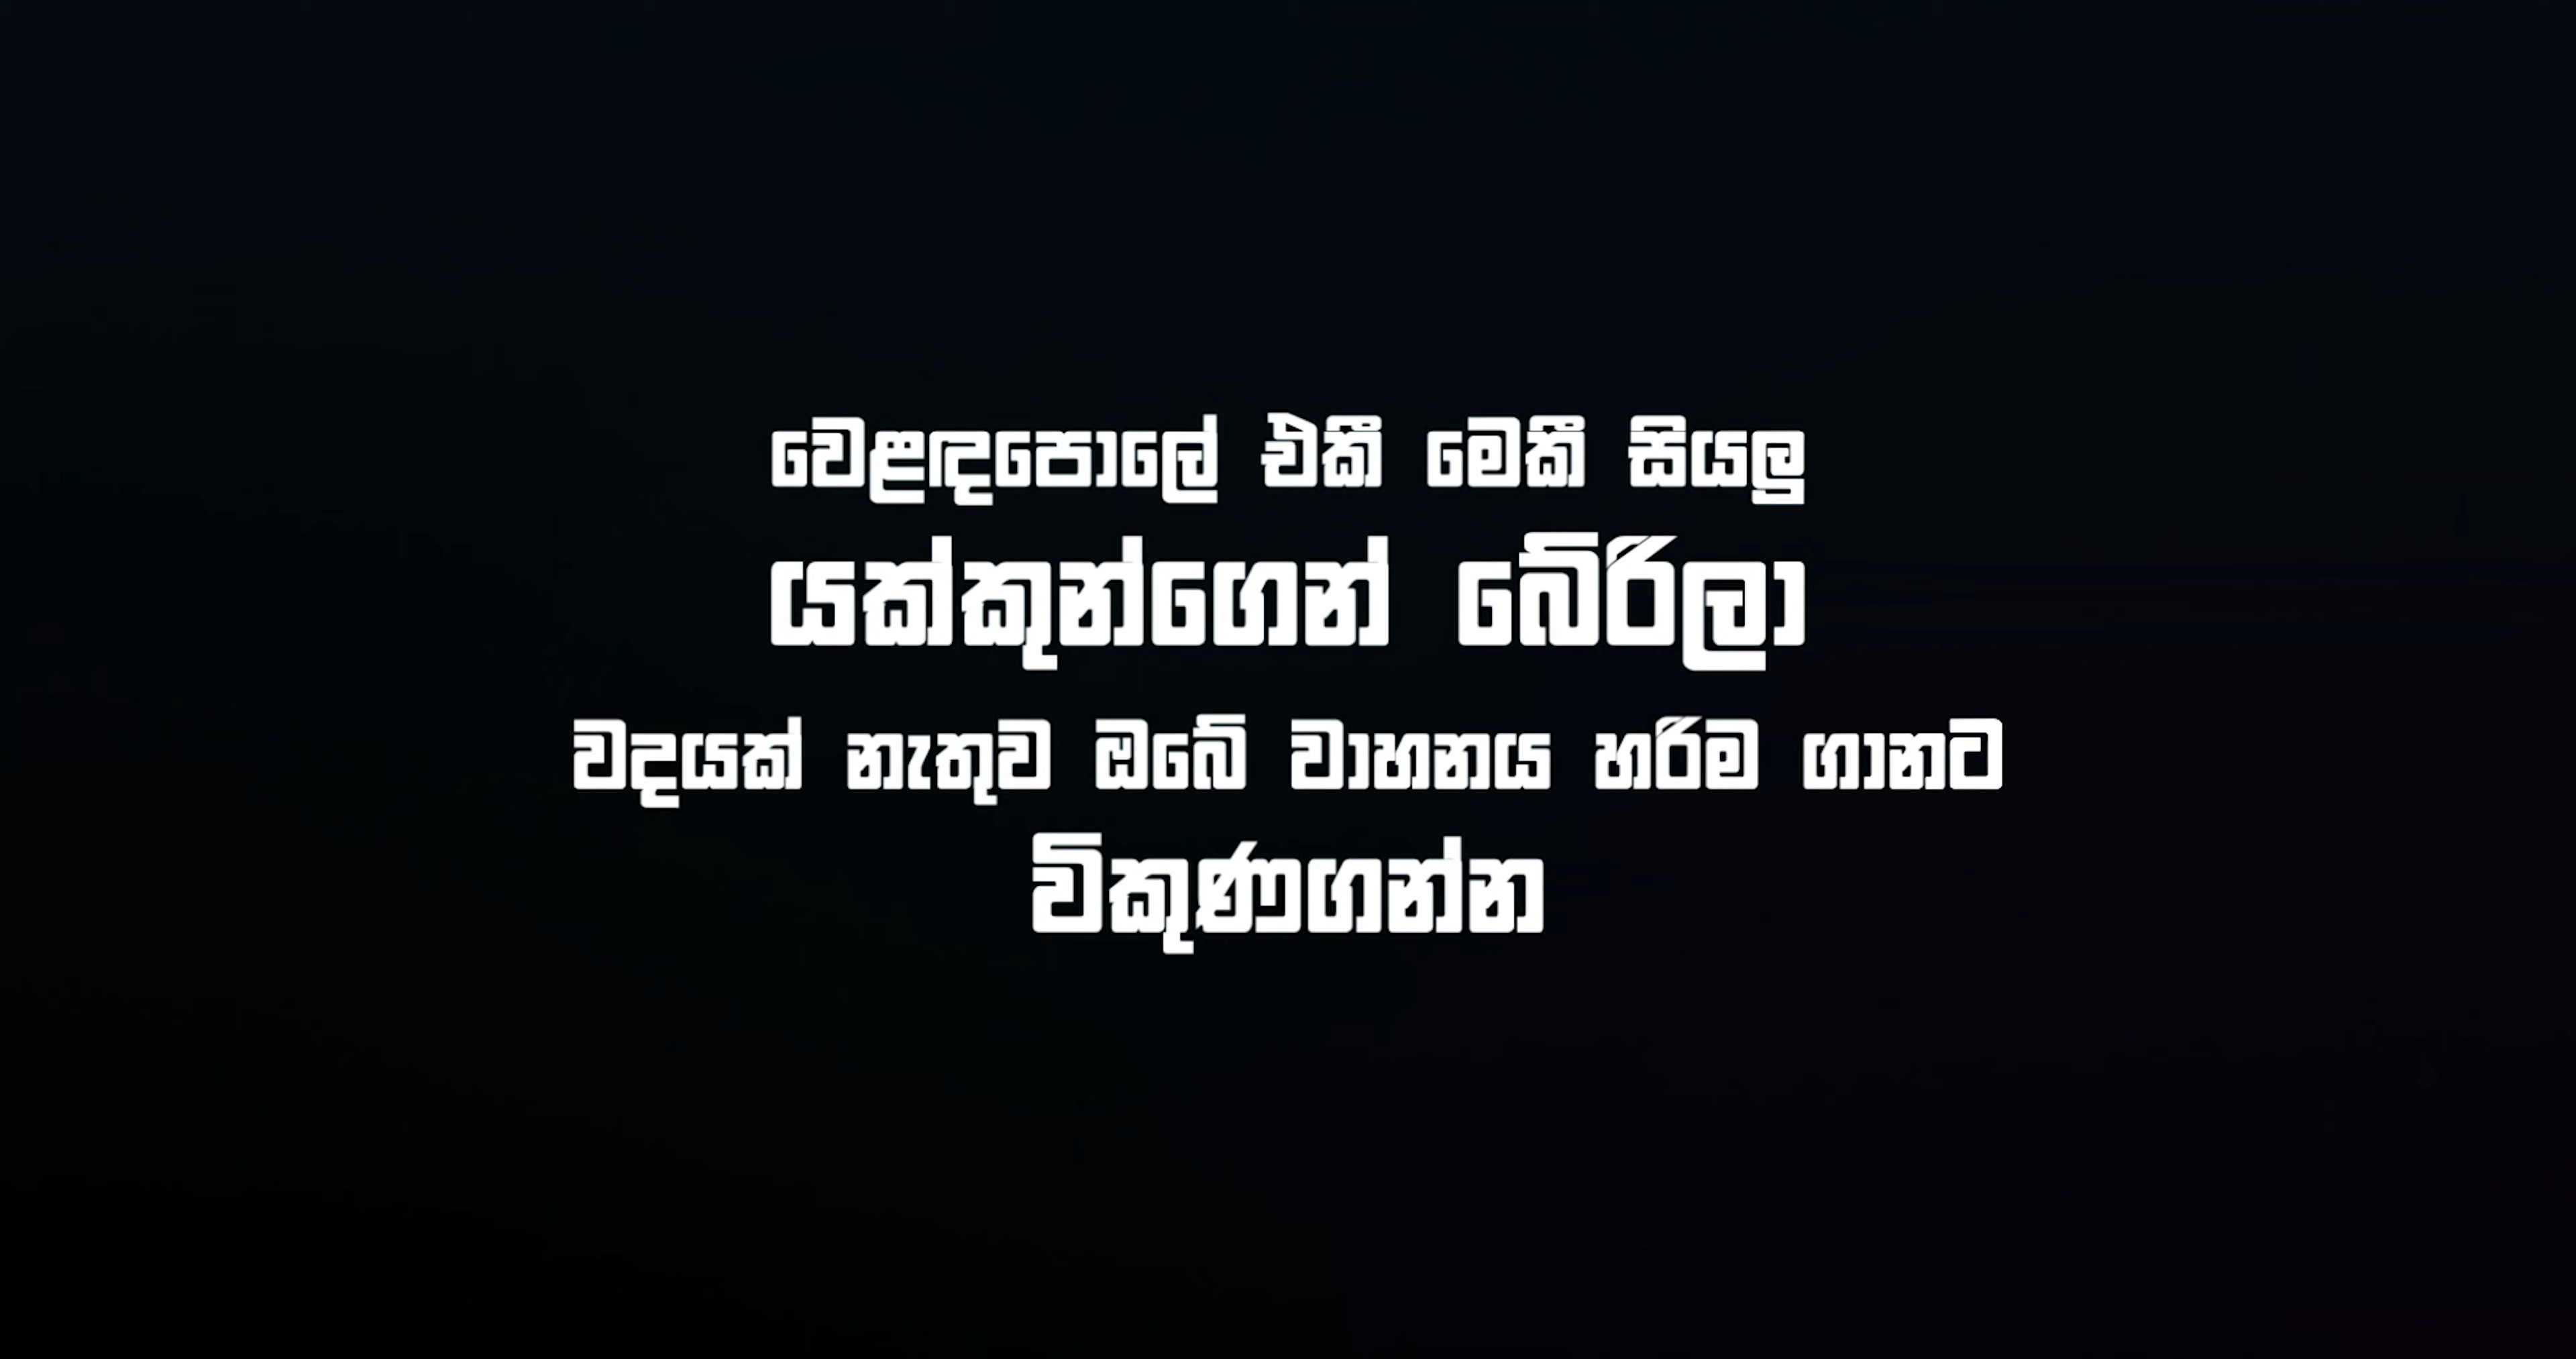 වෙළඳපොලේ එකී මෙකී සියලු
යක්කුන්ගෙන් බේරිලා
වදයක් නැතුව ඔබේ වාහනය හරිම ගානට
විකුණගන්න